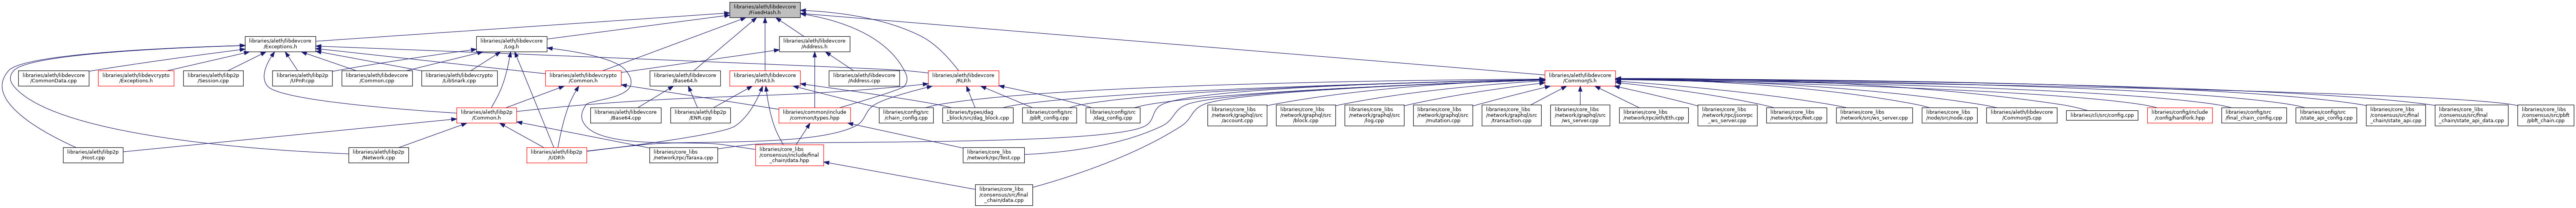 libraries/aleth/libdevcore
/FixedHash.h
libraries/aleth/libdevcore
/Exceptions.h
libraries/aleth/libdevcore
/Log.h
libraries/aleth/libdevcore
/Address.h
libraries/aleth/libdevcore
/CommonData.cpp
libraries/aleth/libdevcrypto
/Exceptions.h
libraries/aleth/libp2p
/Session.cpp
libraries/aleth/libp2p
/UPnP.cpp
libraries/aleth/libdevcore
/Common.cpp
libraries/aleth/libdevcrypto
/LibSnark.cpp
libraries/aleth/libdevcrypto
/Common.h
libraries/aleth/libdevcore
/Base64.h
libraries/aleth/libdevcore
/SHA3.h
libraries/aleth/libdevcore
/Address.cpp
libraries/aleth/libdevcore
/RLP.h
libraries/aleth/libdevcore
/CommonJS.h
libraries/aleth/libp2p
/Common.h
libraries/aleth/libdevcore
/Base64.cpp
libraries/aleth/libp2p
/ENR.cpp
libraries/common/include
/common/types.hpp
libraries/config/src
/chain_config.cpp
libraries/types/dag
_block/src/dag_block.cpp
libraries/config/src
/pbft_config.cpp
libraries/config/src
/dag_config.cpp
libraries/core_libs
/network/graphql/src
/account.cpp
libraries/core_libs
/network/graphql/src
/block.cpp
libraries/core_libs
/network/graphql/src
/log.cpp
libraries/core_libs
/network/graphql/src
/mutation.cpp
libraries/core_libs
/network/graphql/src
/transaction.cpp
libraries/core_libs
/network/graphql/src
/ws_server.cpp
libraries/core_libs
/network/rpc/eth/Eth.cpp
libraries/core_libs
/network/rpc/jsonrpc
_ws_server.cpp
libraries/core_libs
/network/rpc/Net.cpp
libraries/core_libs
/network/src/ws_server.cpp
libraries/core_libs
/node/src/node.cpp
libraries/aleth/libdevcore
/CommonJS.cpp
libraries/cli/src/config.cpp
libraries/config/include
/config/hardfork.hpp
libraries/config/src
/final_chain_config.cpp
libraries/config/src
/state_api_config.cpp
libraries/core_libs
/consensus/src/final
_chain/state_api.cpp
libraries/core_libs
/consensus/src/final
_chain/state_api_data.cpp
libraries/core_libs
/consensus/src/pbft
/pbft_chain.cpp
libraries/aleth/libp2p
/Host.cpp
libraries/aleth/libp2p
/Network.cpp
libraries/aleth/libp2p
/UDP.h
libraries/core_libs
/network/rpc/Taraxa.cpp
libraries/core_libs
/consensus/include/final
_chain/data.hpp
libraries/core_libs
/network/rpc/Test.cpp
libraries/core_libs
/consensus/src/final
_chain/data.cpp